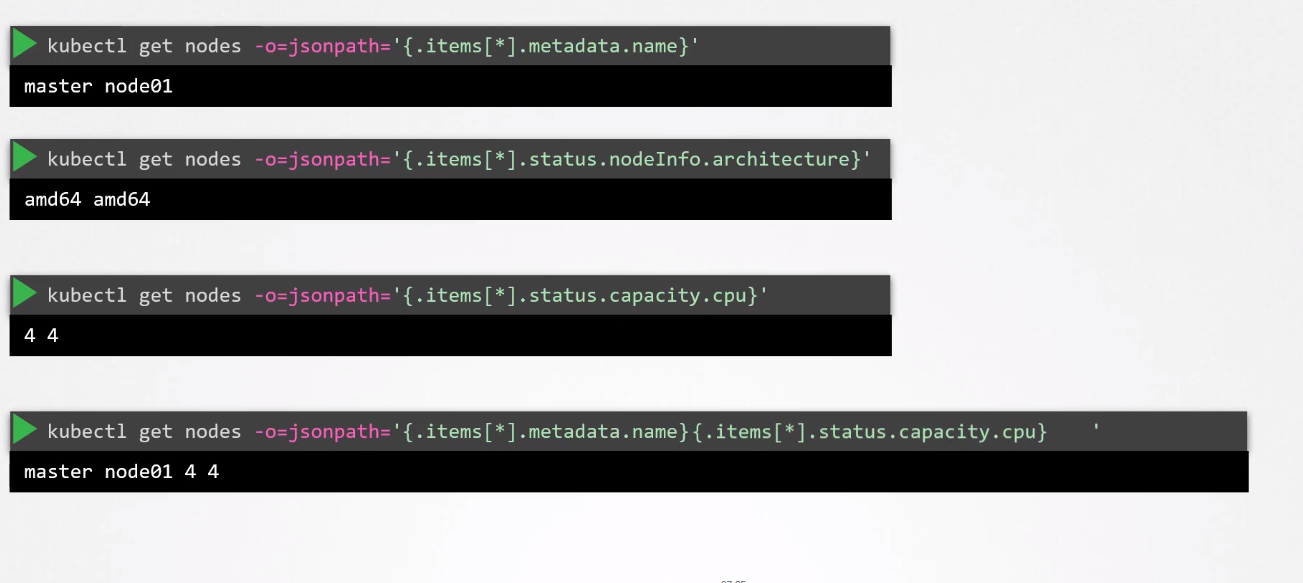 kubectl get nodes -o=jsonpath='{.items[*].metadata.name}'
master node01
kubectl get nodes -o=jsonpath='{.items[*].status.nodeInfo.architecture}'
amd64 amd64
kubectl get nodes -o=jsonpath='{.items[*].status.capacity.cpu}'
4 4
kubectl get nodes -o=jsonpath='{.items[*].metadata.name}{.items[*].status.capacity.cpu}    '
master node01 4 4